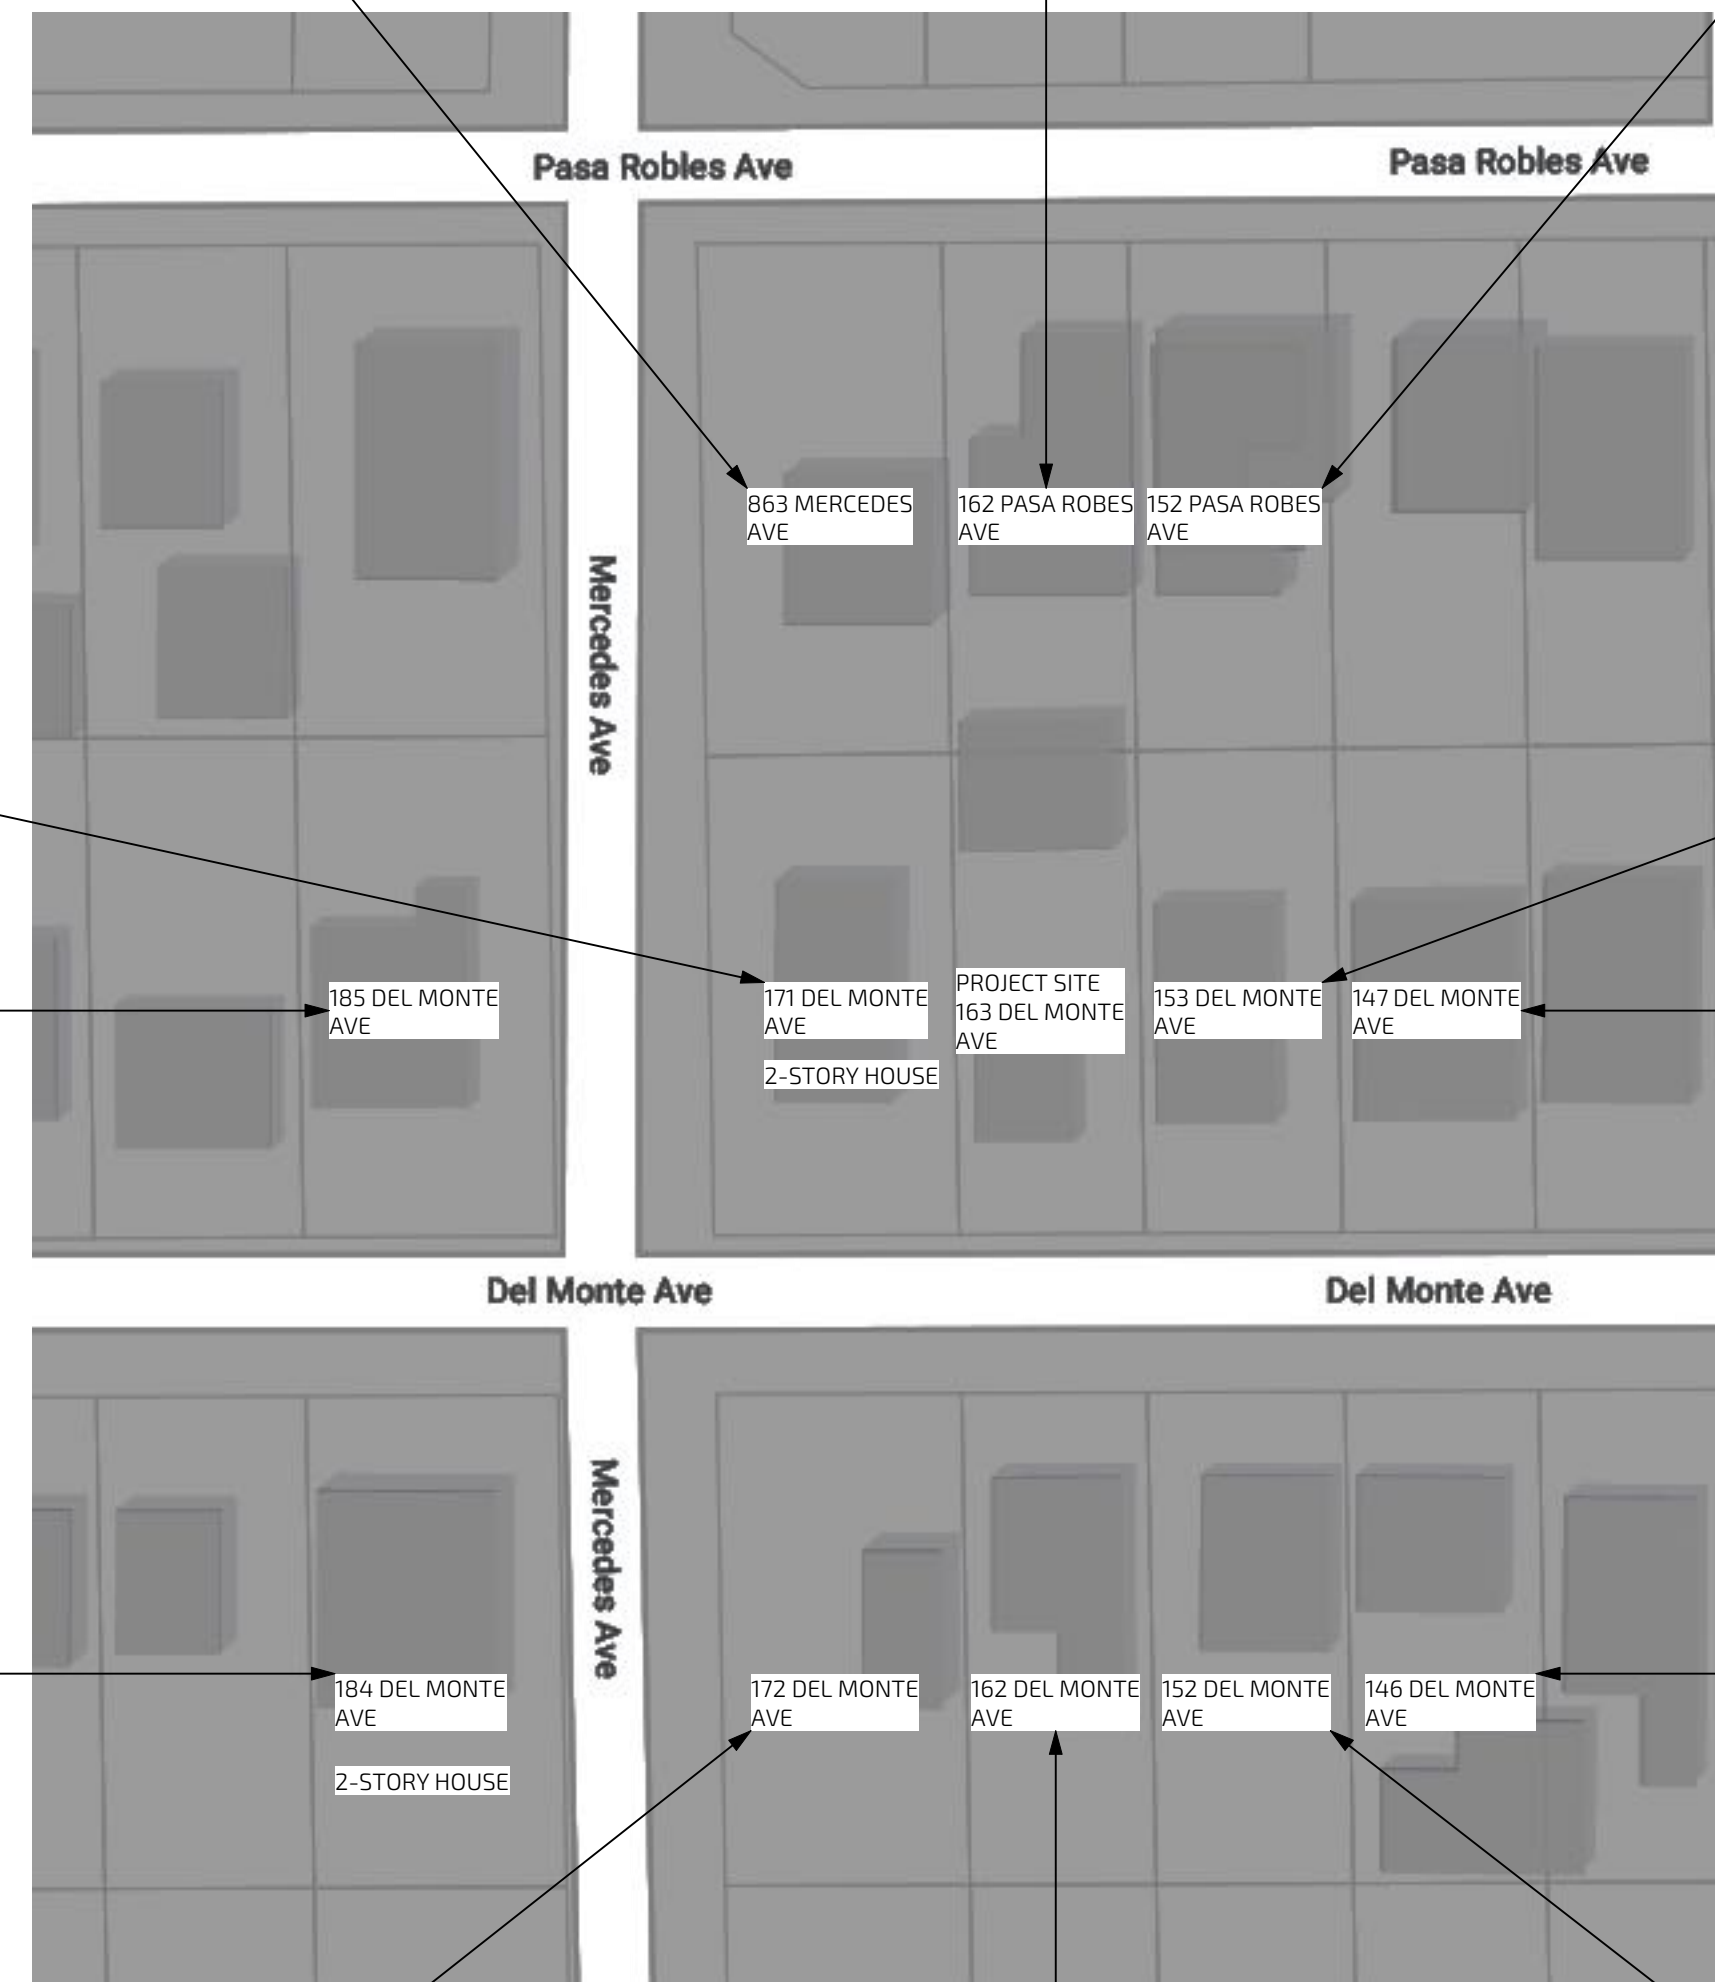 Pasa Robles Ave
Pasa Robles Ave
863 MERCEDES
AVE
162 PASA ROBES
AVE
152 PASA ROBES
AVE
Mercedes Ave
185 DEL MONTE
AVE
171 DEL MONTE
AVE
2-STORY HOUSE
PROJECT SITE
163 DEL MONTE
AVE
153 DEL MONTE
AVE
147 DEL MONTE
AVE
Del Monte Ave
Del Monte Ave
Mercedes Ave
184 DEL MONTE
AVE
2-STORY HOUSE
172 DEL MONTE
AVE
162 DEL MONTE
AVE
152 DEL MONTE
AVE
146 DEL MONTE
AVE